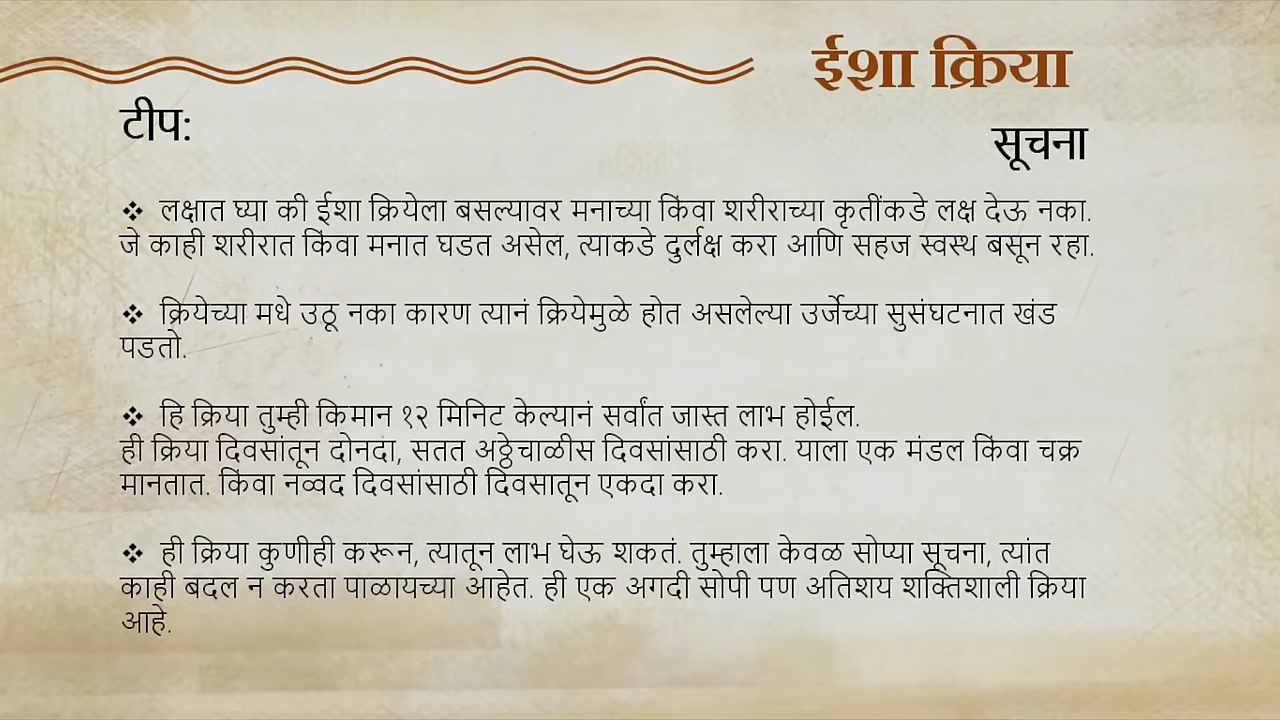 ईशा क्रिया
टीप:
सूचना
❖ लक्षात घ्या की ईशा क्रियेला बसल्यावर मनाच्या किंवा शरीराच्या कृतींकडे लक्ष देऊ नका.
जे काही शरीरात किंवा मनात घडत असेल, त्याकडे दुर्लक्ष करा आणि सहज स्वस्थ बसून रहा.
❖ क्रियेच्या मधे उठू नका कारण त्यानं क्रियेमुळे होत असलेल्या उर्जेच्या सुसंघटनात खंड
पडतो.
❖ हि क्रिया तुम्ही किमान १२ मिनिट केल्यानं सर्वांत जास्त लाभ होईल.
ही क्रिया दिवसांतून दोनदा, सतत अठ्ठेचाळीस दिवसांसाठी करा. याला एक मंडल किंवा चक्र
मानतात. किंवा नव्वद दिवसांसाठी दिवसातून एकदा करा.
❖ ही क्रिया कुणीही करून, त्यातून लाभ घेऊ शकतं. तुम्हाला केवळ सोप्या सूचना, त्यांत
काही बदल न करता पाळायच्या आहेत. ही एक अगदी सोपी पण अतिशय शक्तिशाली क्रिया
आहे.